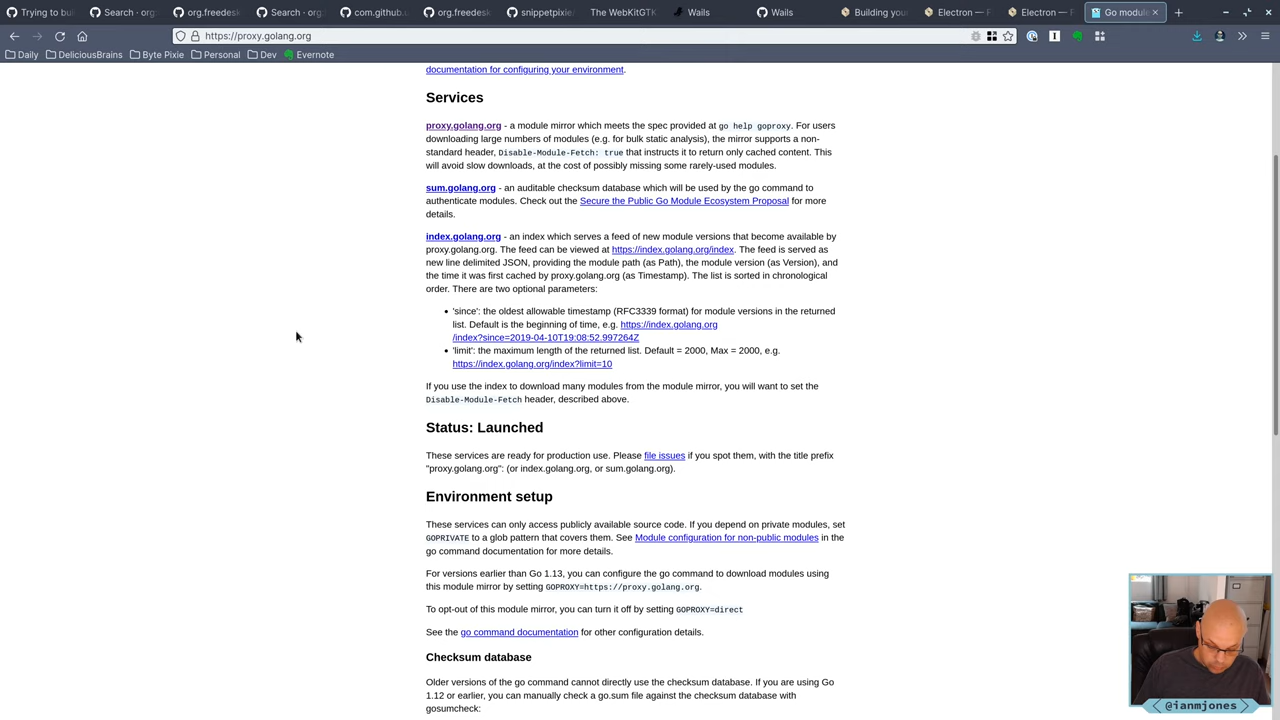 Search · org
org.freedesk
Search · org
com.github
The WebKitGTK
Writin
Waitin
Building your
Electron —
Electron —
Go module
https://proxy.golang.org
Daily
DeliciousBrains
Byte Pixie
Personal
Dev
Evernote
documentation for configuring your environment.
Services
proxy.golang.org - a module mirror which meets the spec provided at go help goproxy. For users
downloading large numbers of modules (e.g. for bulk static analysis), the mirror supports a non-
standard header, Disable-Module-Fetch: true that instructs it to return only cached content. This
will avoid slow downloads, at the cost of possibly missing some rarely-used modules.
sum.golang.org - an auditable checksum database which will be used by the go command to
authenticate modules. Check out the Secure the Public Go Module Ecosystem Proposal for more
details.
index.golang.org - an index which serves a feed of new module versions that become available by
proxy.golang.org. The feed can be viewed at https://index.golang.org/index. The feed is served as
new line delimited JSON, providing the module path (as Path), the module version (as Version), and
the time it was first cached by proxy.golang.org (as Timestamp). The list is sorted in chronological
order. There are two optional parameters:
• 'since': the oldest allowable timestamp (RFC3339 format) for module versions in the returned
list. Default is the beginning of time, e.g. https://index.golang.org
/index?since=2019-04-10T19:08:52.997264Z
• 'limit': the maximum length of the returned list. Default = 2000, Max = 2000, e.g.
https://index.golang.org/index?limit=10
If you use the index to download many modules from the module mirror, you will want to set the
Disable-Module-Fetch header, described above.
Status: Launched
These services are ready for production use. Please file issues if you spot them, with the title prefix
"proxy.golang.org": (or index.golang.org, or sum.golang.org).
Environment setup
These services can only access publicly available source code. If you depend on private modules, set
GOPRIVATE to a glob pattern that covers them. See Module configuration for non-public modules in the
go command documentation for more details.
For versions earlier than Go 1.13, you can configure the go command to download modules using
this module mirror by setting GOPROXY=https://proxy.golang.org.
To opt-out of this module mirror, you can turn it off by setting GOPROXY=direct
See the go command documentation for other configuration details.
Checksum database
Older versions of the go command cannot directly use the checksum database. If you are using Go
1.12 or earlier, you can manually check a go.sum file against the checksum database with
gosumcheck:
@ianmjones